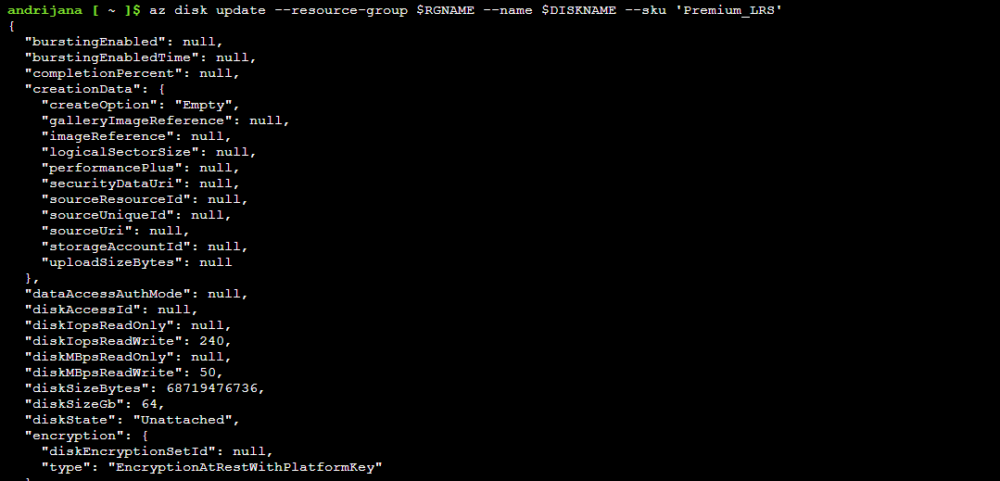 andrijana [ ~ ]$ az disk update --resource-group $RGNAME --name $DISKNAME --sku 'Premium_LRS'
{
  "burstingEnabled": null,
  "burstingEnabledTime": null,
  "completionPercent": null,
  "creationData": {
    "createOption": "Empty",
    "galleryImageReference": null,
    "imageReference": null,
    "logicalSectorSize": null,
    "performancePlus": null,
    "securityDataUri": null,
    "sourceResourceId": null,
    "sourceUniqueId": null,
    "sourceUri": null,
    "storageAccountId": null,
    "uploadSizeBytes": null
  },
  "dataAccessAuthMode": null,
  "diskAccessId": null,
  "diskIopsReadOnly": null,
  "diskIopsReadWrite": 240,
  "diskMBpsReadOnly": null,
  "diskMBpsReadWrite": 50,
  "diskSizeBytes": 68719476736,
  "diskSizeGb": 64,
  "diskState": "Unattached",
  "encryption": {
    "diskEncryptionSetId": null,
    "type": "EncryptionAtRestWithPlatformKey"